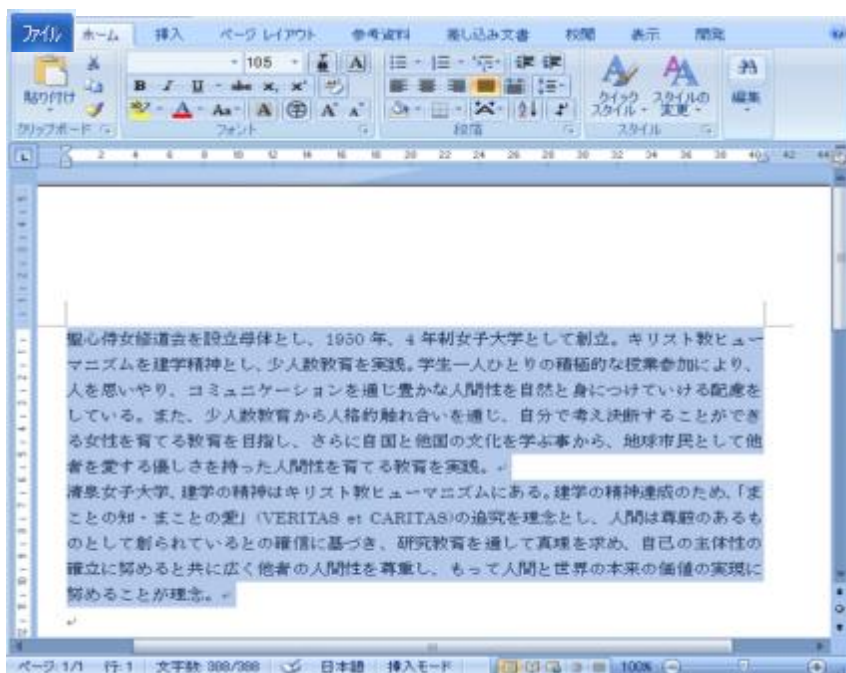 ファイル ホーム 挿入 ページ レイアウト 参考資料 差し込み文書 校閲 表示 開発
貼り付け
10.5
クイック スタイル
スタイルの 変更
編集
クリップボード フォント 段落 スタイル
2 4 6 8 10 12 14 16 18 20 22 24 26 28 30 32 34 36 38 40 42 44
聖心侍女修道会を設立母体とし、1950 年、4 年制女子大学として創立。キリスト教ヒュー
マニズムを建学精神とし、少人数教育を実践。学生一人ひとりの積極的な授業参加により、
人を思いやり、コミュニケーションを通じ豊かな人間性を自然と身につけていける配慮を
している。また、少人数教育から人格的触れ合いを通じ、自分で考え決断することができ
る女性を育てる教育を目指し、さらに自国と他国の文化を学ぶ事から、地球市民として他
者を愛する優しさを持った人間性を育てる教育を実践。
清泉女子大学、建学の精神はキリスト教ヒューマニズムにある。建学の精神達成のため、「ま
ことの知・まことの愛」(VERITAS et CARITAS)の追究を理念とし、人間は尊厳のあるも
のとして創られているとの確信に基づき、研究教育を通して真理を求め、自己の主体性の
確立に努めると共に広く他者の人間性を尊重し、もって人間と世界の本来の価値の実現に
努めることが理念。
ページ: 1/1 行: 1 文字数: 388/388 日本語 挿入モード 100%